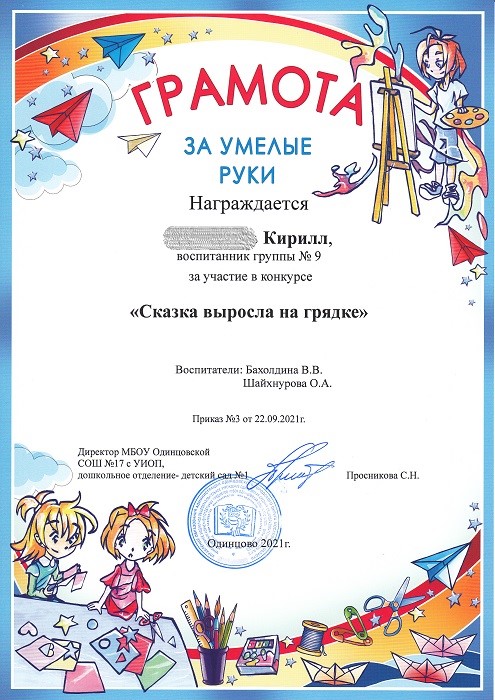 ГРАМОТА
ЗА УМЕЛЫЕ
РУКИ
Награждается
Кирилл,
воспитанник группы № 9
за участие в конкурсе
«Сказка выросла на грядке»
Воспитатели: Бахолдина В.В.
Шайхнурова О.А.
Приказ №3 от 22.09.2021г.
Директор МБОУ Одинцовской
СОШ №17 с УИОП,
дошкольное отделение- детский сад №1
Просникова С.Н.
Одинцово 2021г.